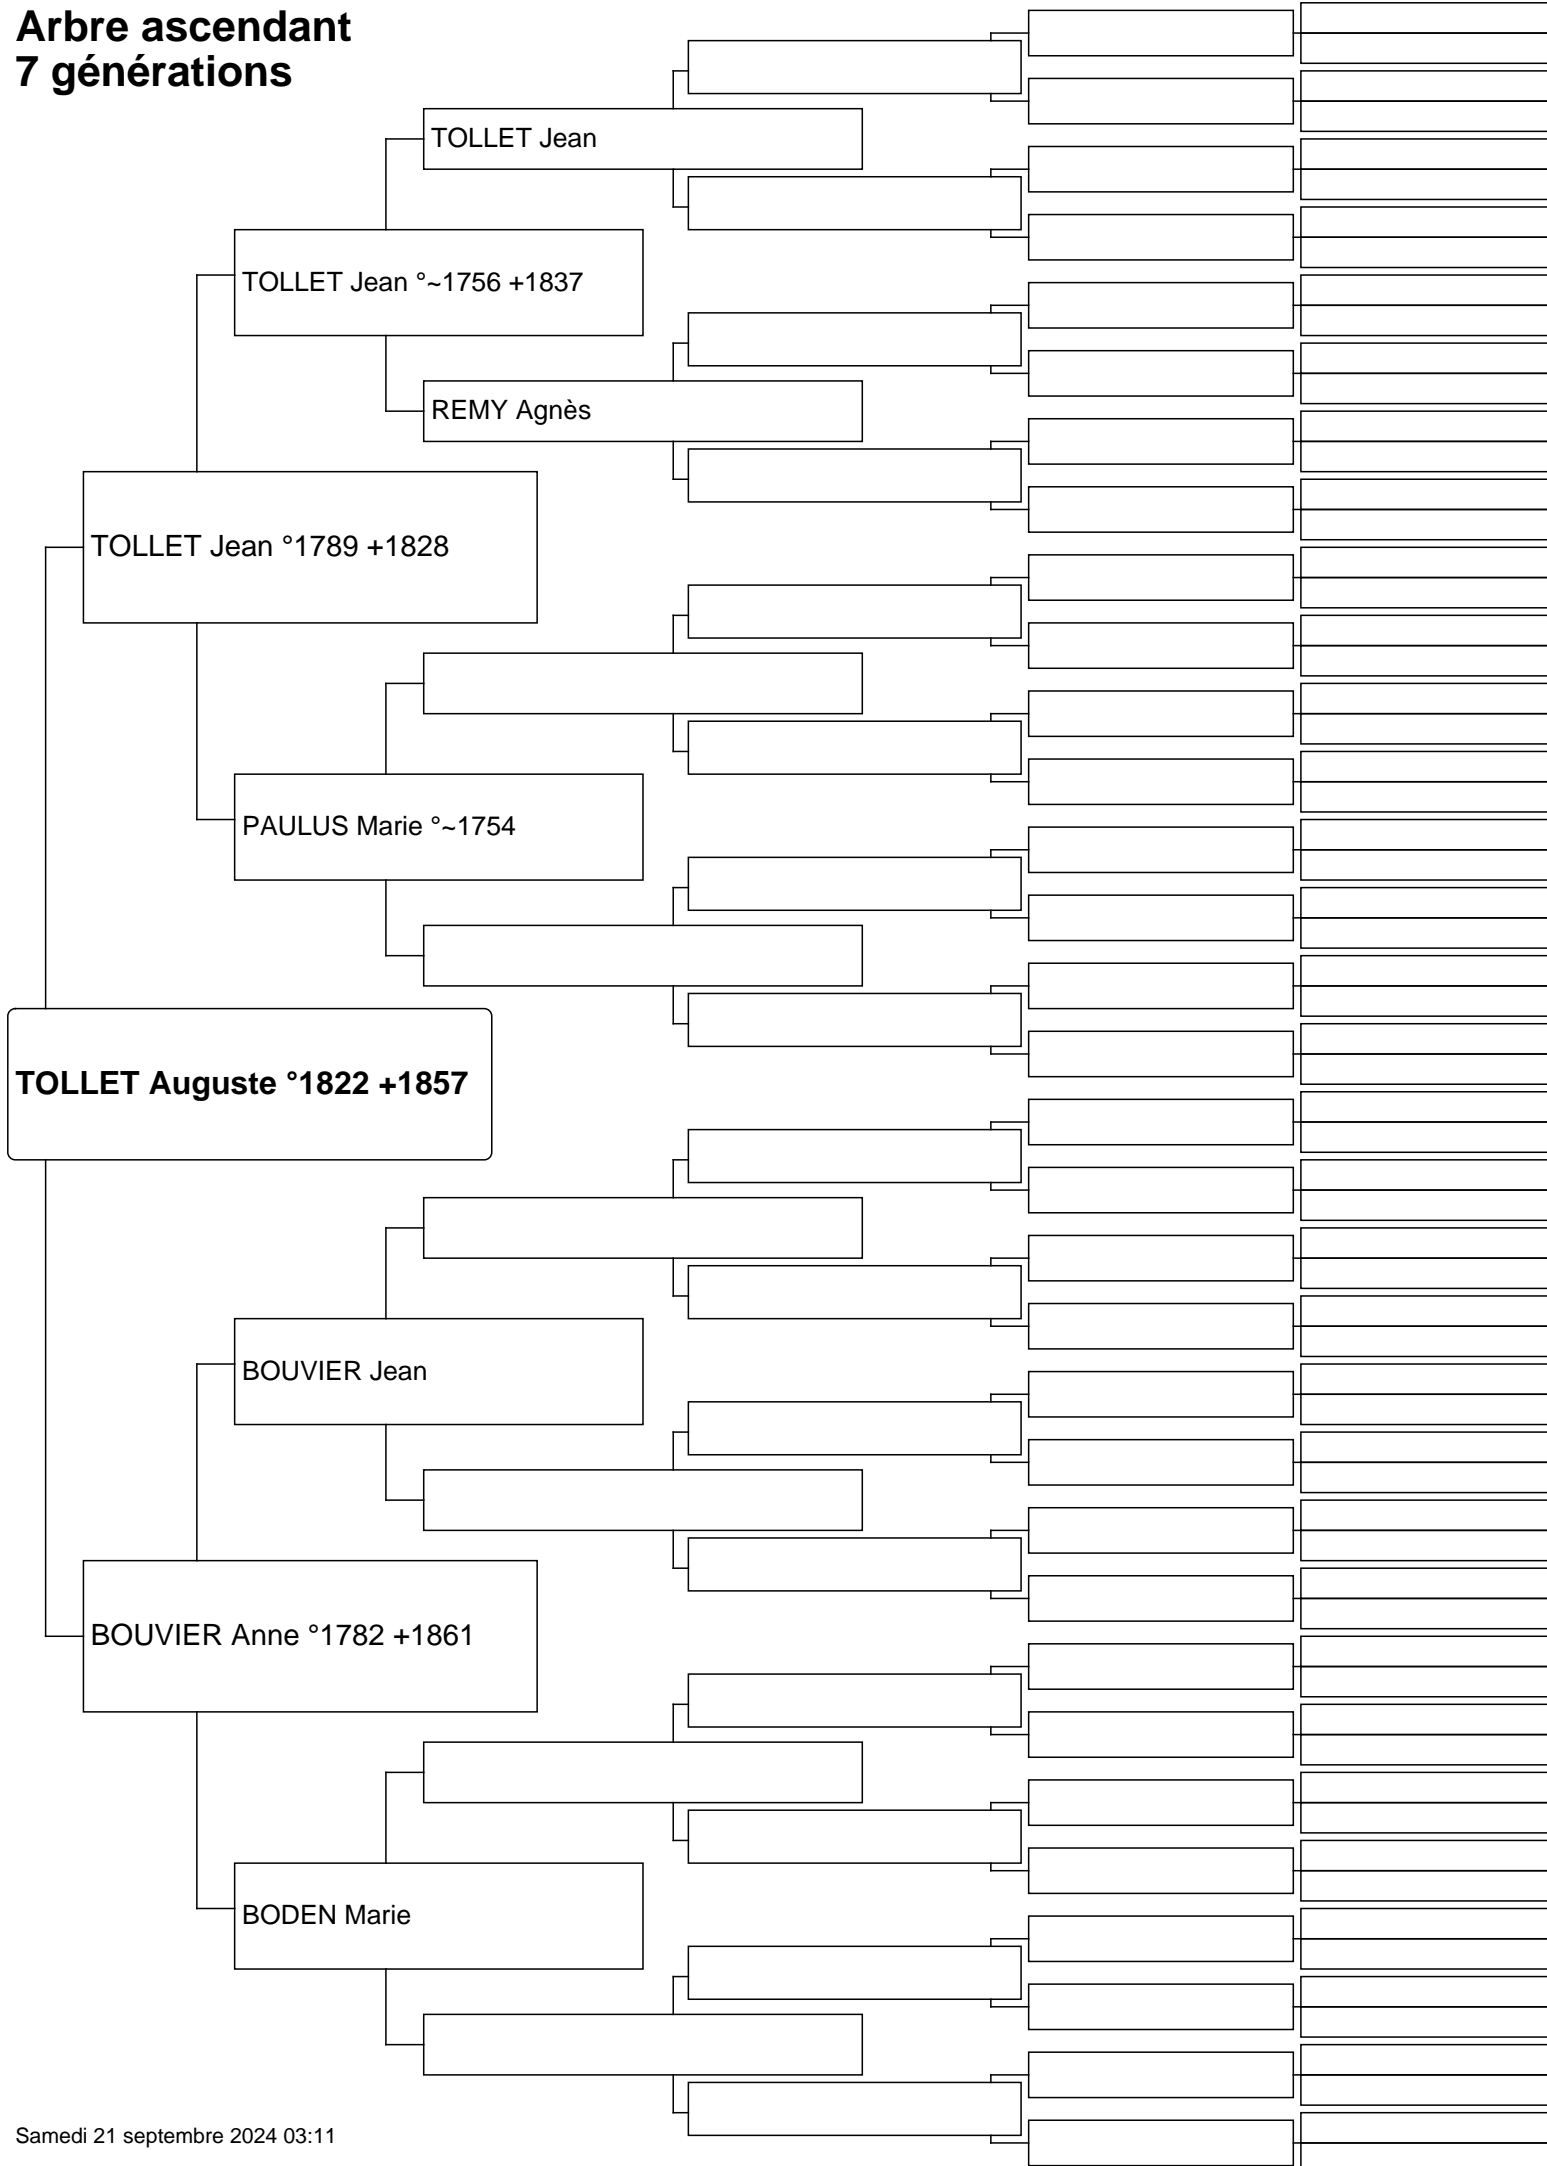 Arbre ascendant
7 générations
TOLLET Jean
TOLLET Jean °~1756 +1837
REMY Agnès
TOLLET Jean °1789 +1828
PAULUS Marie °~1754
TOLLET Auguste °1822 +1857
BOUVIER Jean
BOUVIER Anne °1782 +1861
BODEN Marie
Samedi 21 septembre 2024 03:11